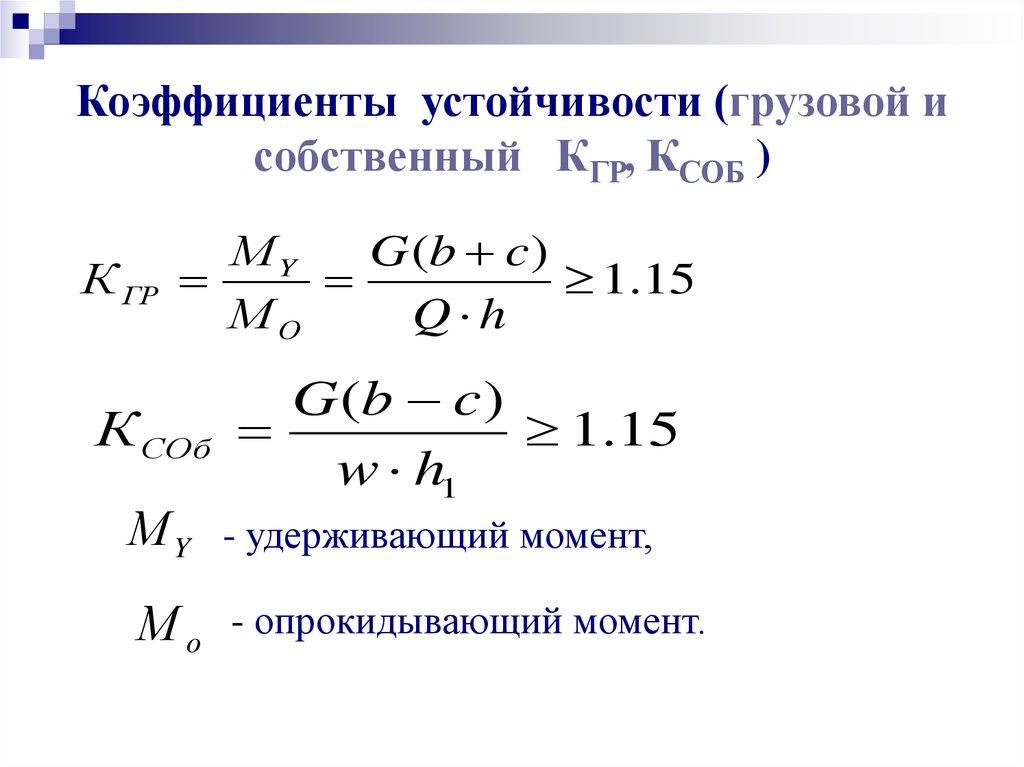 Коэффициенты устойчивости (грузовой и
собственный К_ГР, К_СОБ )
К_ГР = M_Y / M_O = G(b + c) / Q · h ≥ 1.15
К_СОб = G(b − c) / w · h₁ ≥ 1.15
M_Y - удерживающий момент,
M_o - опрокидывающий момент.